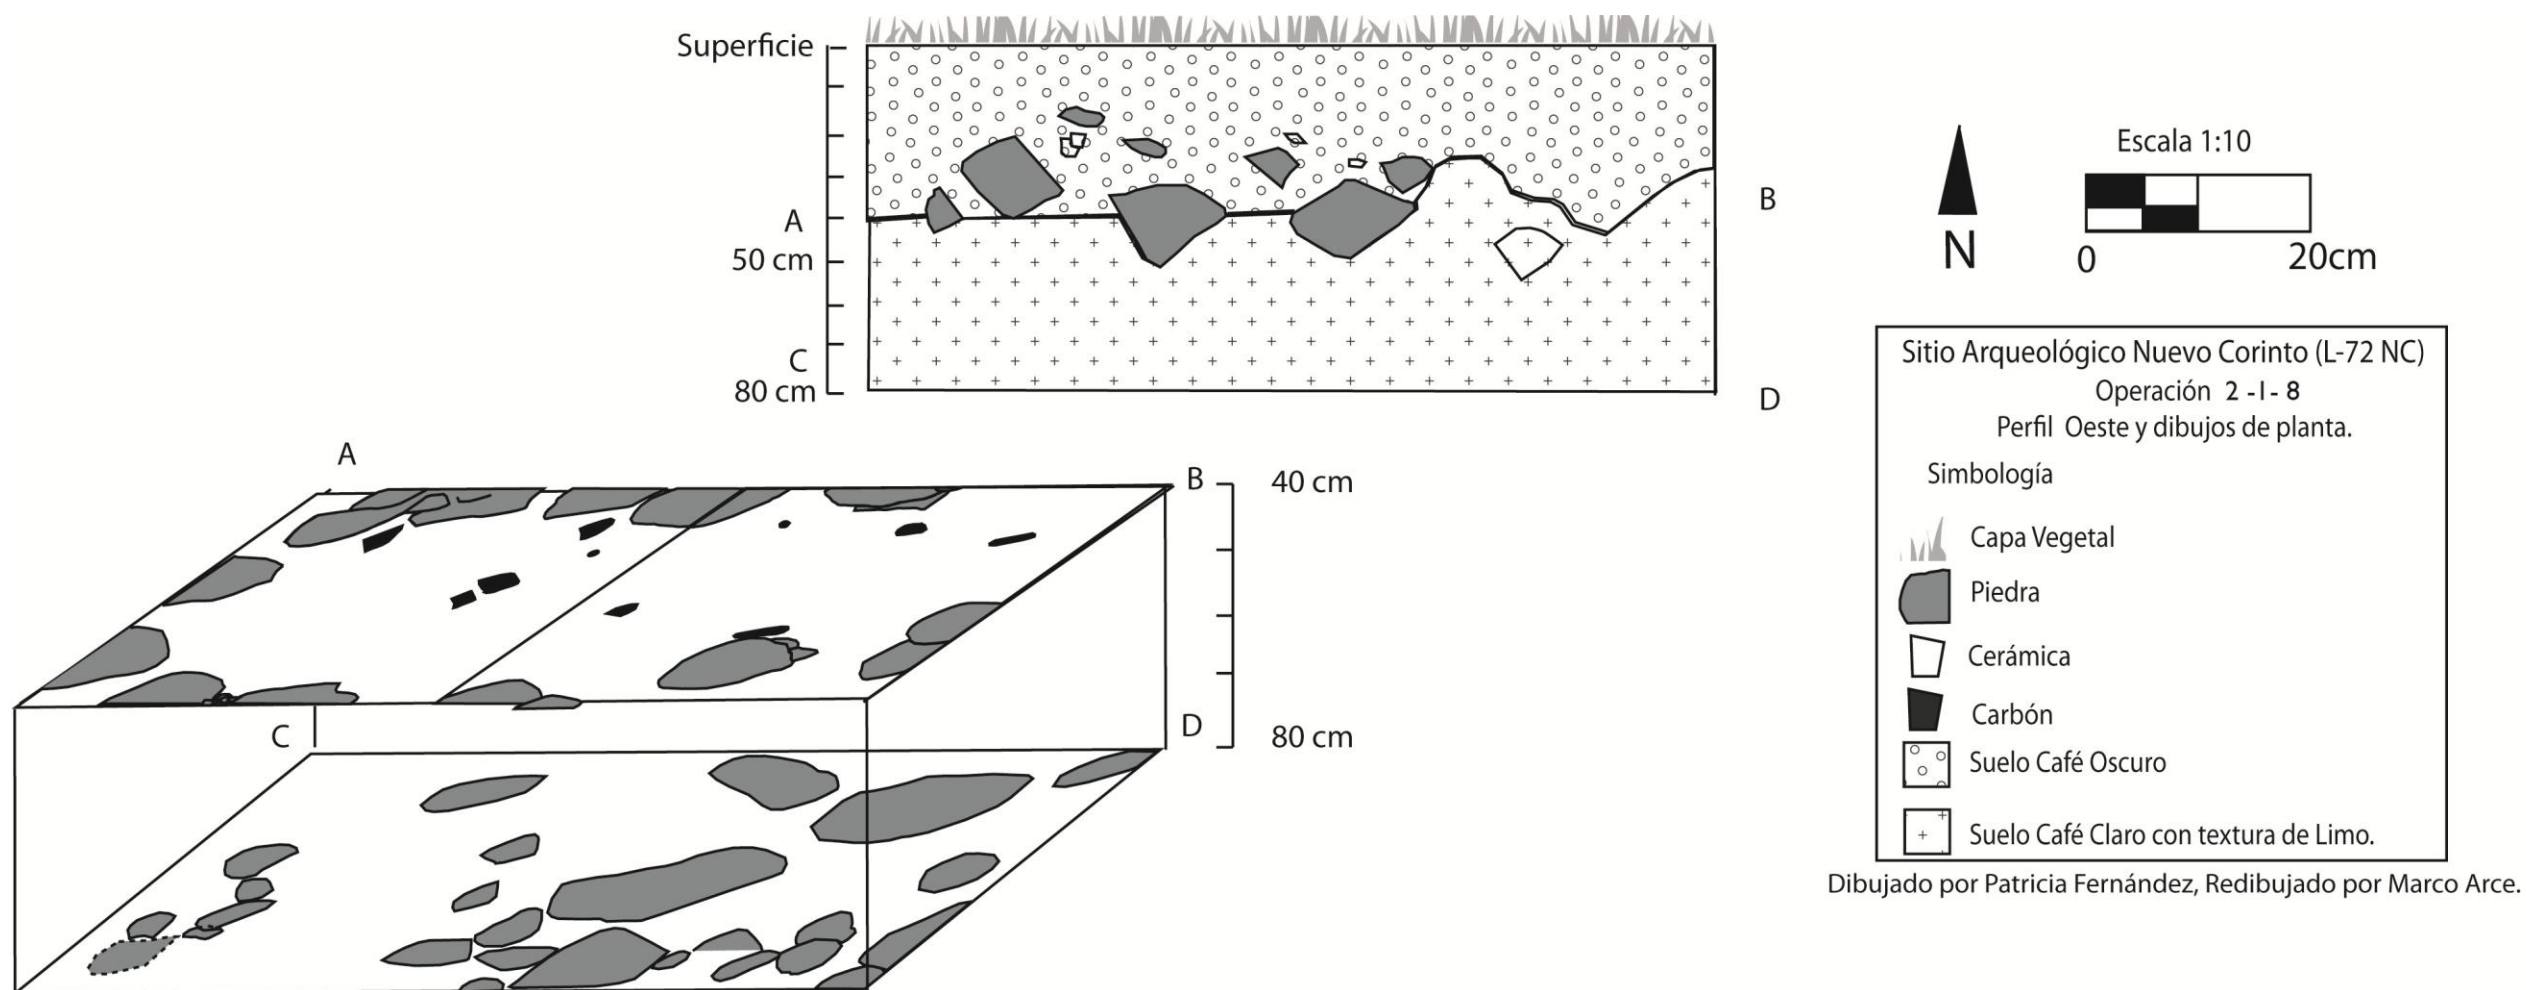 Superficie
A
50 cm
C
80 cm
B
D
N
Escala 1:10
0 20cm
Sitio Arqueológico Nuevo Corinto (L-72 NC)
Operación 2 -I- 8
Perfil Oeste y dibujos de planta.
Simbología
Capa Vegetal
Piedra
Cerámica
Carbón
Suelo Café Oscuro
Suelo Café Claro con textura de Limo.
Dibujado por Patricia Fernández, Redibujado por Marco Arce.
A
B 40 cm
C
D 80 cm